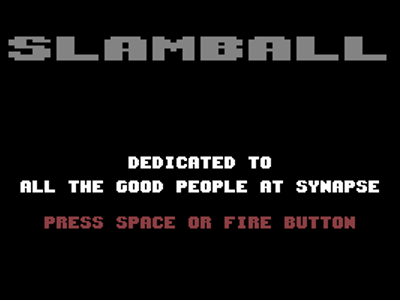 SLAMBALL
DEDICATED TO
ALL THE GOOD PEOPLE AT SYNAPSE
PRESS SPACE OR FIRE BUTTON